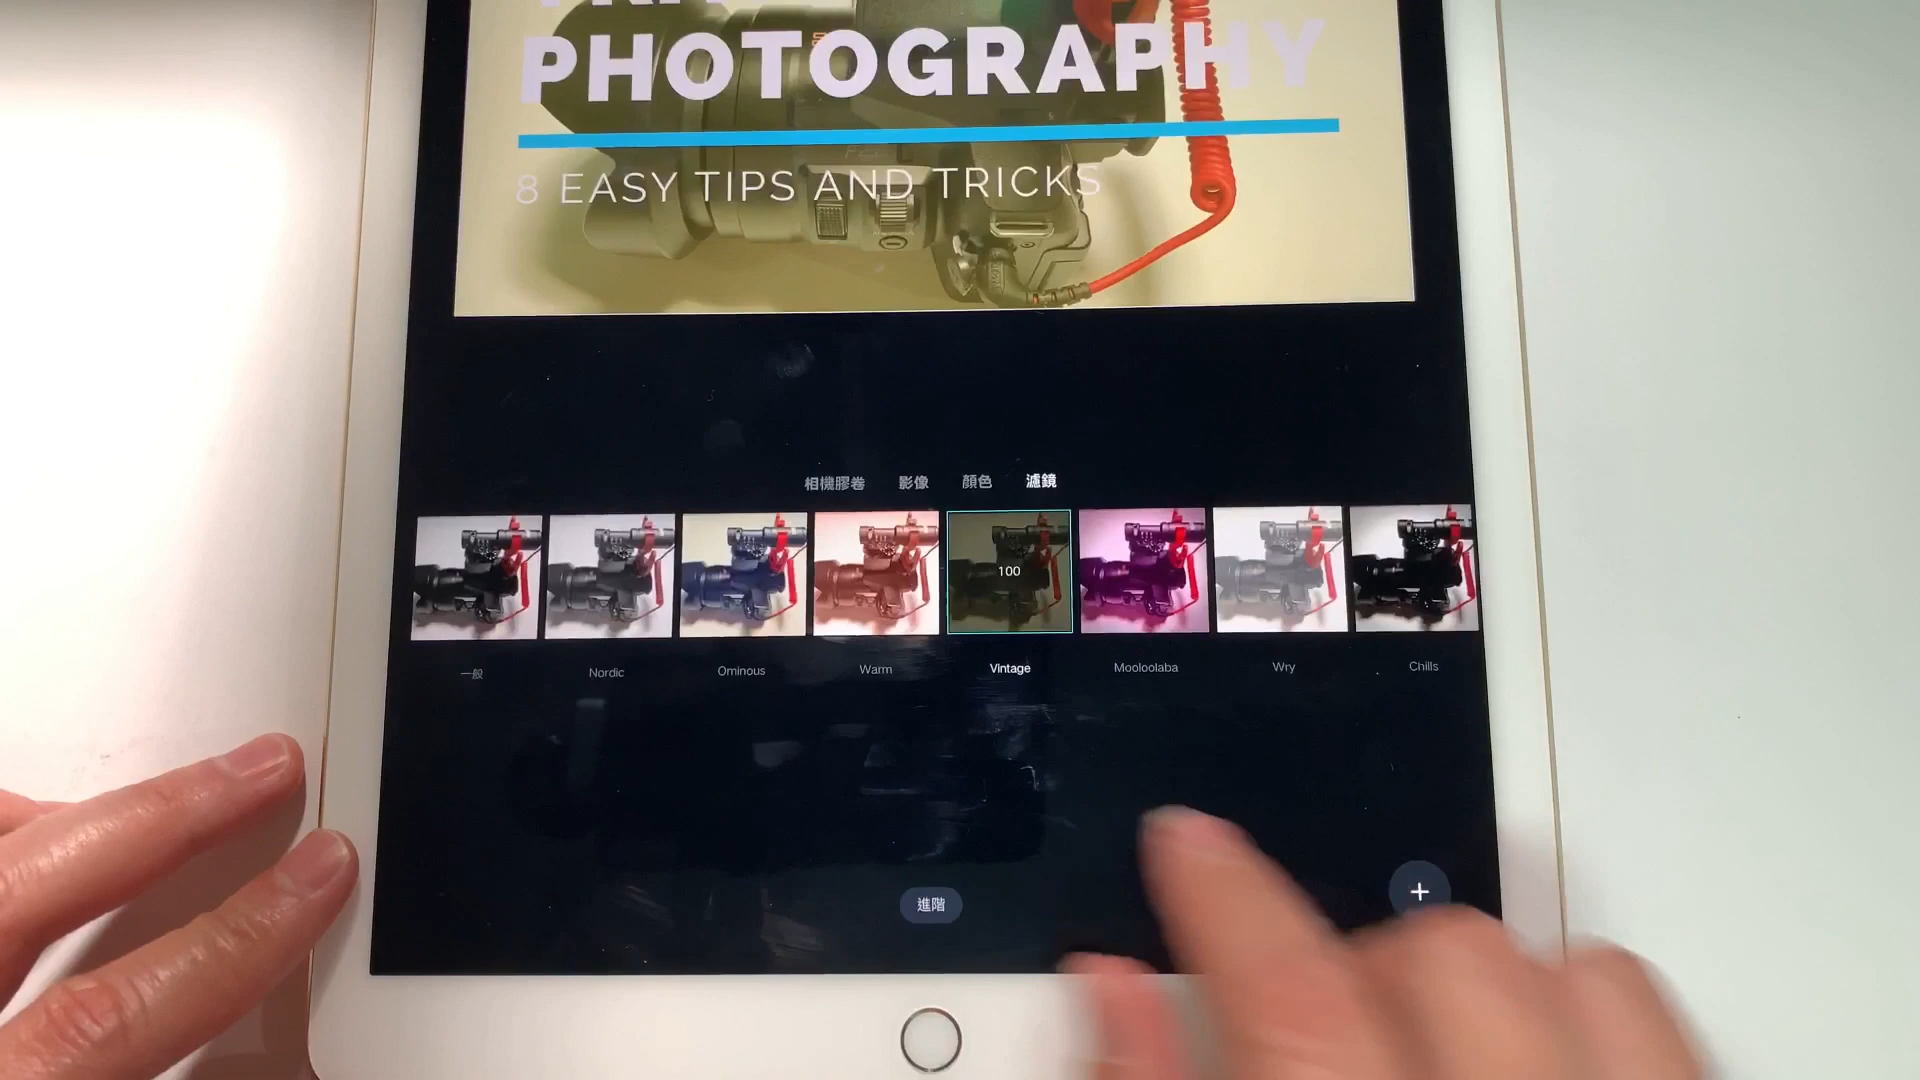 PHOTOGRAPHY
8 EASY TIPS AND TRICKS
相機膠卷 影像 顏色 濾鏡
100
一般 Nordic Ominous Warm Vintage Mooloolaba Wry Chills
進階
+